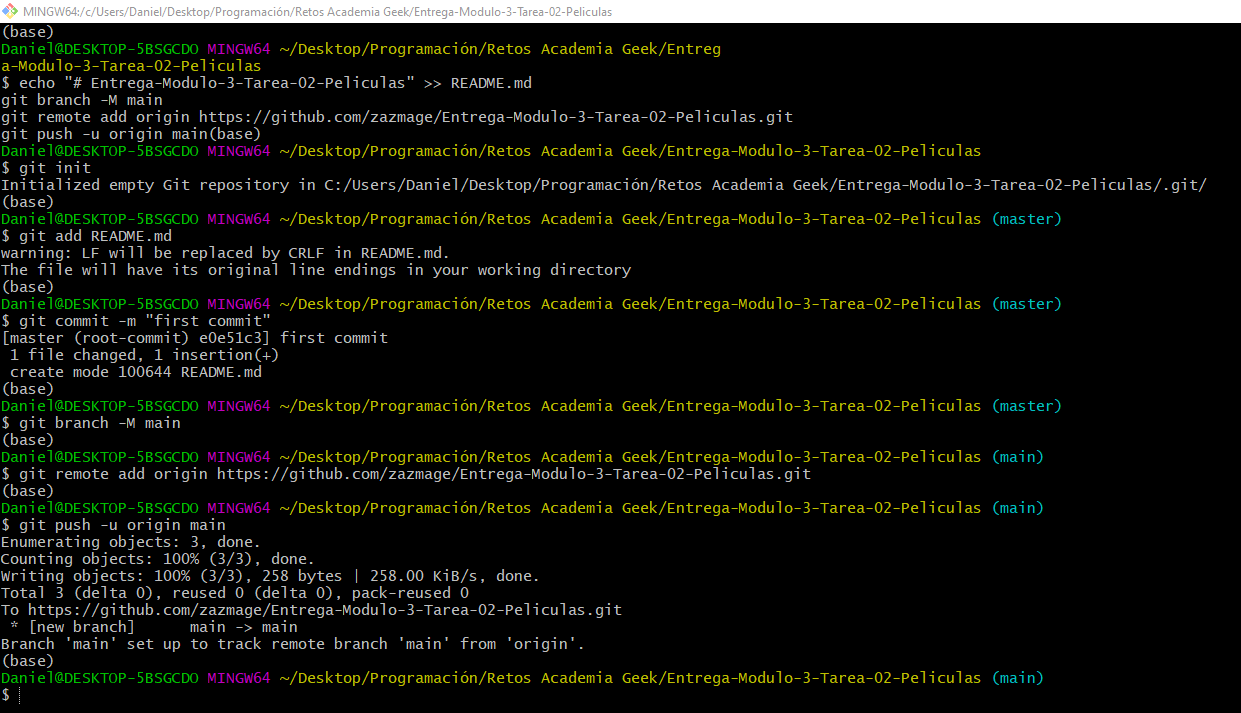 MINGW64:/c/Users/Daniel/Desktop/Programación/Retos Academia Geek/Entrega-Modulo-3-Tarea-02-Peliculas
(base)
Daniel@DESKTOP-5BSGCDO MINGW64 ~/Desktop/Programación/Retos Academia Geek/Entreg
a-Modulo-3-Tarea-02-Peliculas
$ echo "# Entrega-Modulo-3-Tarea-02-Peliculas" >> README.md
git branch -M main
git remote add origin https://github.com/zazmage/Entrega-Modulo-3-Tarea-02-Peliculas.git
git push -u origin main(base)
Daniel@DESKTOP-5BSGCDO MINGW64 ~/Desktop/Programación/Retos Academia Geek/Entrega-Modulo-3-Tarea-02-Peliculas
$ git init
Initialized empty Git repository in C:/Users/Daniel/Desktop/Programación/Retos Academia Geek/Entrega-Modulo-3-Tarea-02-Peliculas/.git/
(base)
Daniel@DESKTOP-5BSGCDO MINGW64 ~/Desktop/Programación/Retos Academia Geek/Entrega-Modulo-3-Tarea-02-Peliculas (master)
$ git add README.md
warning: LF will be replaced by CRLF in README.md.
The file will have its original line endings in your working directory
(base)
Daniel@DESKTOP-5BSGCDO MINGW64 ~/Desktop/Programación/Retos Academia Geek/Entrega-Modulo-3-Tarea-02-Peliculas (master)
$ git commit -m "first commit"
[master (root-commit) e0e51c3] first commit
 1 file changed, 1 insertion(+)
 create mode 100644 README.md
(base)
Daniel@DESKTOP-5BSGCDO MINGW64 ~/Desktop/Programación/Retos Academia Geek/Entrega-Modulo-3-Tarea-02-Peliculas (master)
$ git branch -M main
(base)
Daniel@DESKTOP-5BSGCDO MINGW64 ~/Desktop/Programación/Retos Academia Geek/Entrega-Modulo-3-Tarea-02-Peliculas (main)
$ git remote add origin https://github.com/zazmage/Entrega-Modulo-3-Tarea-02-Peliculas.git
(base)
Daniel@DESKTOP-5BSGCDO MINGW64 ~/Desktop/Programación/Retos Academia Geek/Entrega-Modulo-3-Tarea-02-Peliculas (main)
$ git push -u origin main
Enumerating objects: 3, done.
Counting objects: 100% (3/3), done.
Writing objects: 100% (3/3), 258 bytes | 258.00 KiB/s, done.
Total 3 (delta 0), reused 0 (delta 0), pack-reused 0
To https://github.com/zazmage/Entrega-Modulo-3-Tarea-02-Peliculas.git
 * [new branch]      main -> main
Branch 'main' set up to track remote branch 'main' from 'origin'.
(base)
Daniel@DESKTOP-5BSGCDO MINGW64 ~/Desktop/Programación/Retos Academia Geek/Entrega-Modulo-3-Tarea-02-Peliculas (main)
$